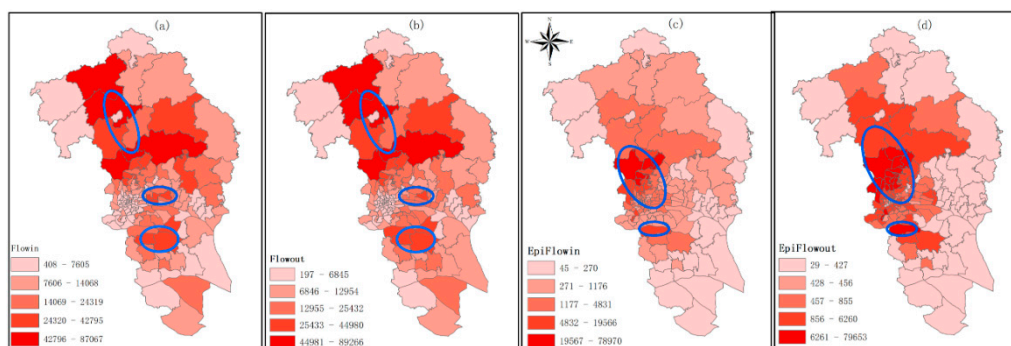 (a)
Flowin
408 - 7605
7606 - 14068
14069 - 24319
24320 - 42795
42796 - 87067
(b)
Flowout
197 - 6845
6846 - 12954
12955 - 25432
25433 - 44980
44981 - 89266
(c)
N
W
E
S
EpiFlowin
45 - 270
271 - 1176
1177 - 4831
4832 - 19566
19567 - 78970
(d)
EpiFlowout
29 - 427
428 - 456
457 - 855
856 - 6260
6261 - 79653